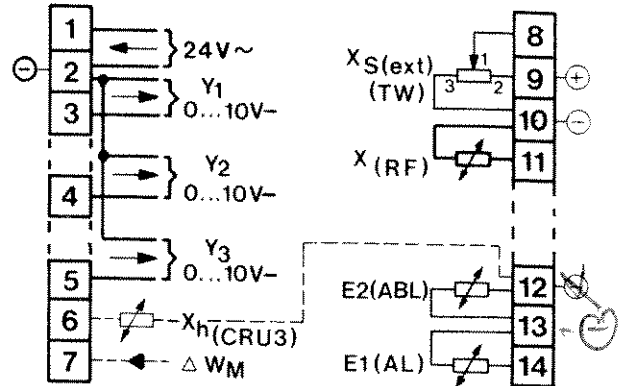 1
24V~
2
Y1
3
0...10V–
Y2
4
0...10V–
Y3
5
0...10V–
6
Xh(CRU3)
7
Δ WM
8
XS(ext)
1
3
2
9
(TW)
10
X (RF)
11
E2(ABL)
12
13
E1(AL)
14